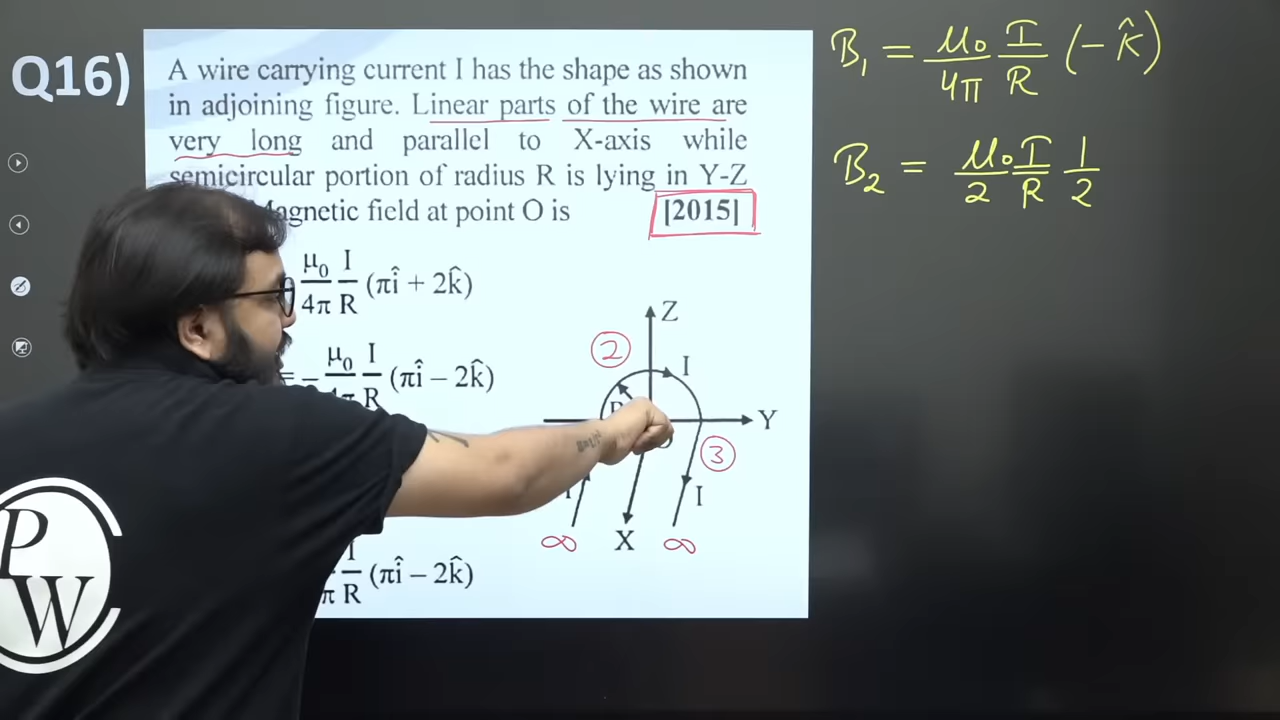 Q16)
A wire carrying current I has the shape as shown
in adjoining figure. Linear parts of the wire are
very long and parallel to X-axis while
semicircular portion of radius R is lying in Y-Z
Magnetic field at point O is [2015]
μ₀/4π I/R (πî + 2k̂)
= - μ₀/4π I/R (πî – 2k̂)
I/R (πî – 2k̂)
B₁ = μ₀/4π I/R (-k̂)
B₂ = μ₀/2 I/R 1/2
Z
2
I
R
Y
3
I
I
∞ X ∞
PW